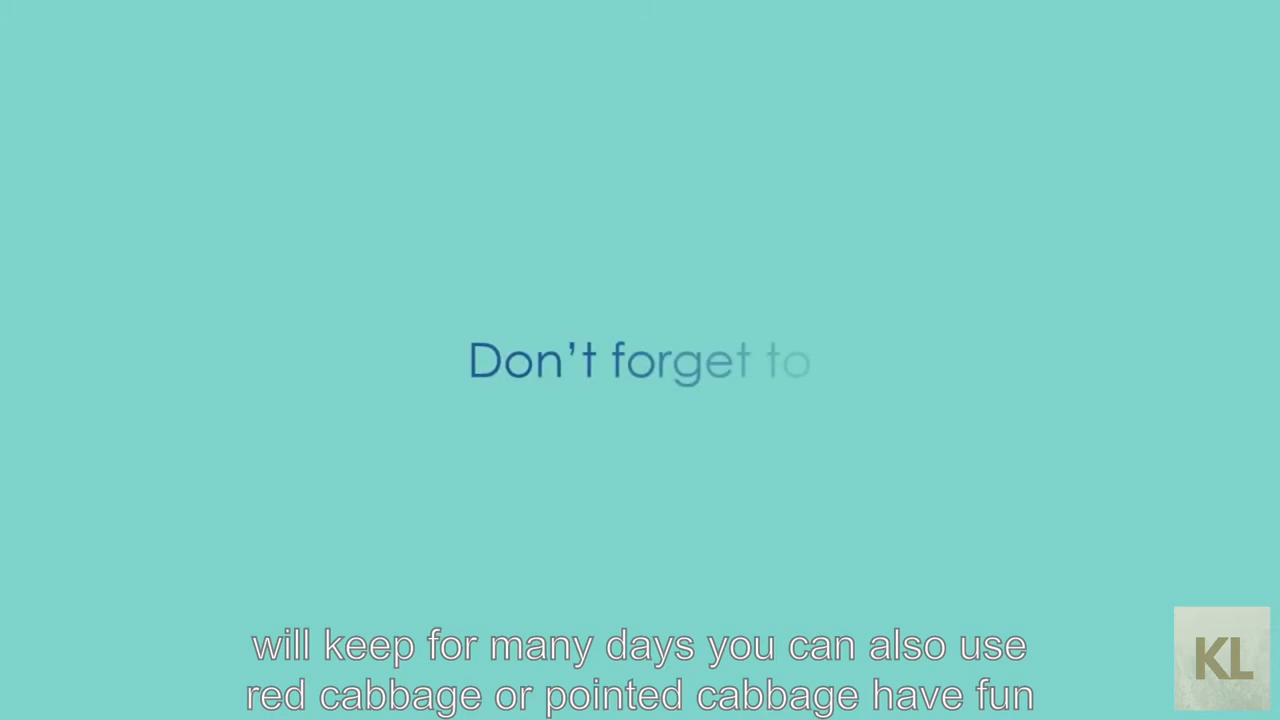 Don't forget to
will keep for many days you can also use
red cabbage or pointed cabbage have fun
KL